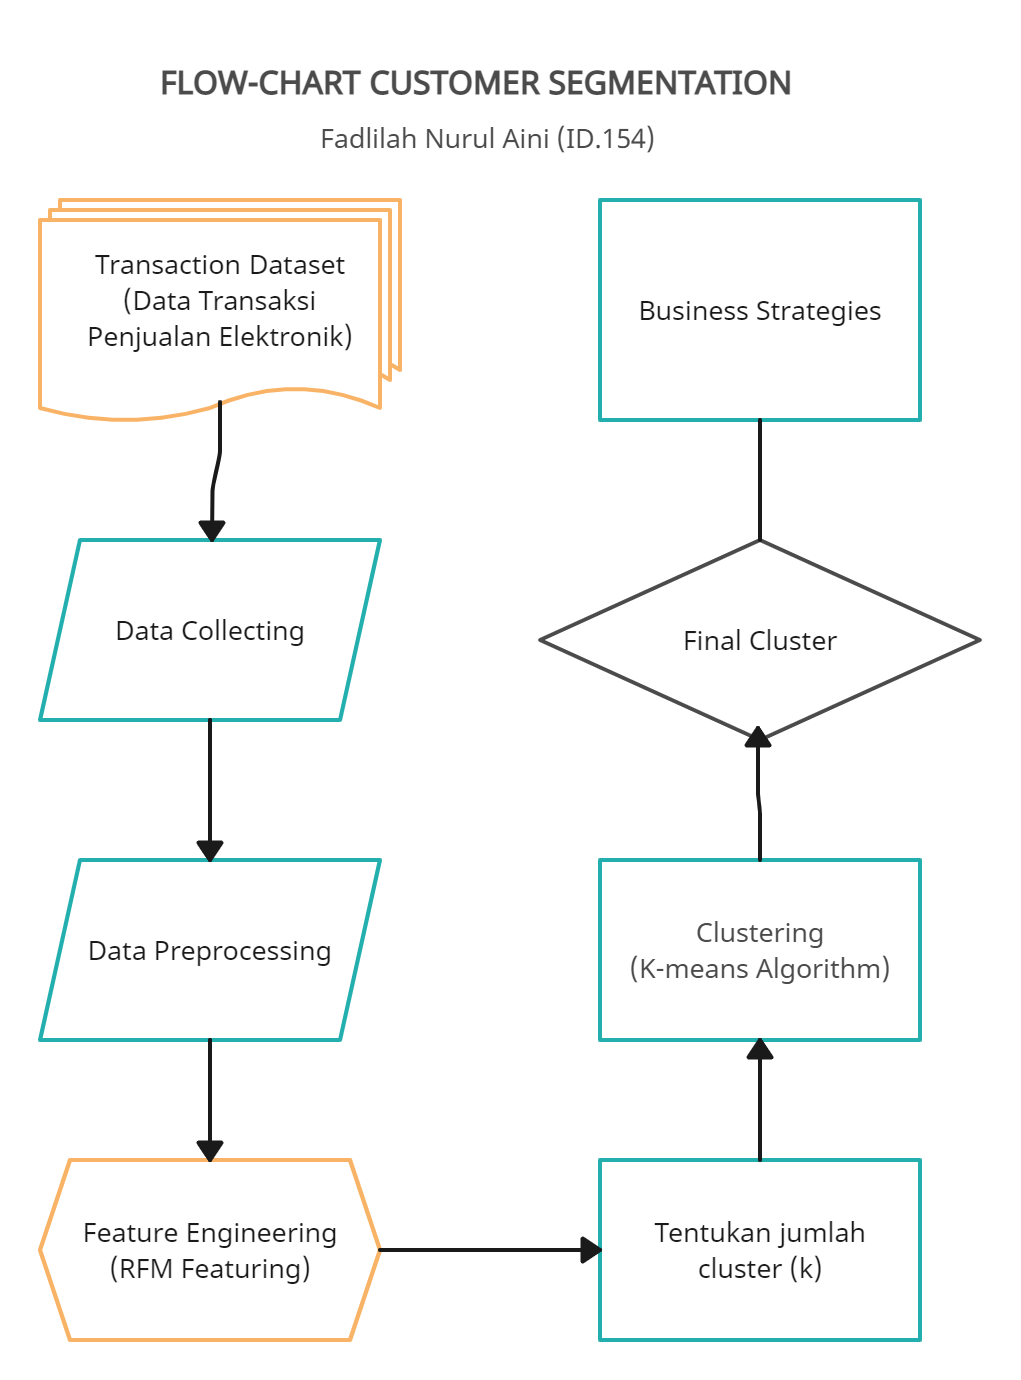 FLOW-CHART CUSTOMER SEGMENTATION
Fadlilah Nurul Aini (ID.154)
Transaction Dataset
(Data Transaksi
Penjualan Elektronik)
Data Collecting
Data Preprocessing
Feature Engineering
(RFM Featuring)
Tentukan jumlah
cluster (k)
Clustering
(K-means Algorithm)
Final Cluster
Business Strategies